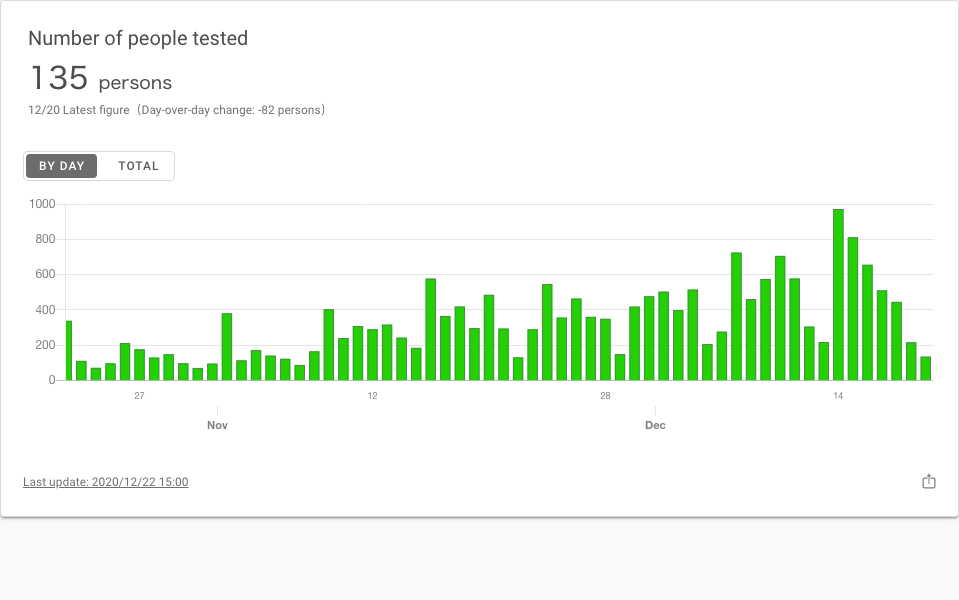 Number of people tested
135 persons
12/20 Latest figure（Day-over-day change: -82 persons）
BY DAY TOTAL
1000
800
600
400
200
0
27 12 28 14
Nov Dec
Last update: 2020/12/22 15:00